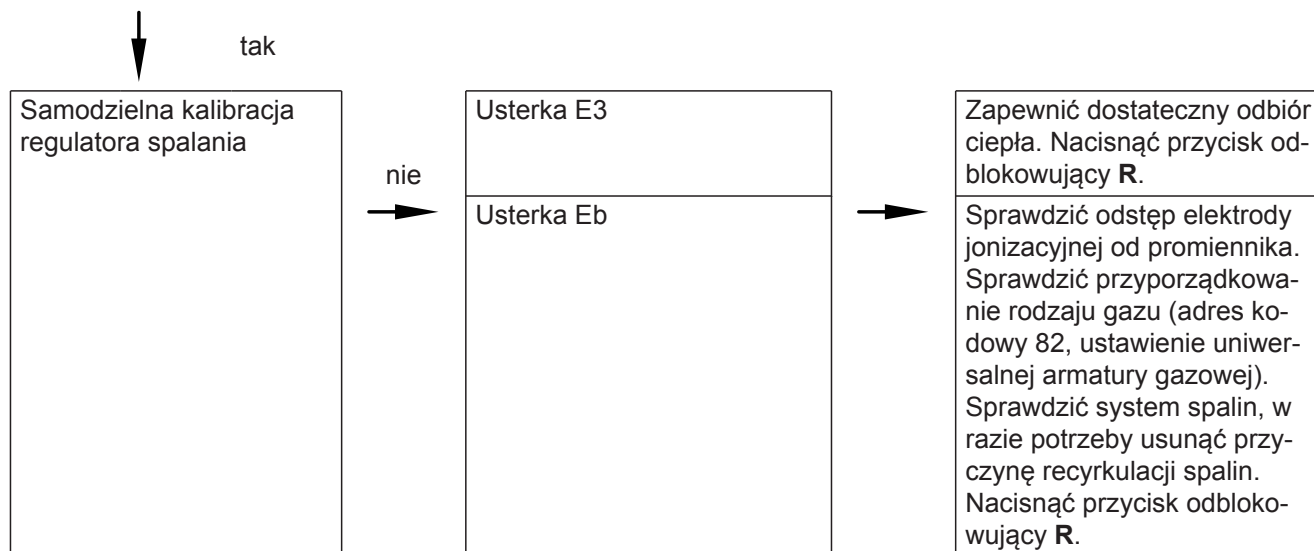 tak
Samodzielna kalibracja
regulatora spalania
nie
Usterka E3
Usterka Eb
Zapewnić dostateczny odbiór
ciepła. Nacisnąć przycisk od-
blokowujący R.
Sprawdzić odstęp elektrody
jonizacyjnej od promiennika.
Sprawdzić przyporządkowa-
nie rodzaju gazu (adres ko-
dowy 82, ustawienie uniwer-
salnej armatury gazowej).
Sprawdzić system spalin, w
razie potrzeby usunąć przy-
czynę recyrkulacji spalin.
Nacisnąć przycisk odbloko-
wujący R.